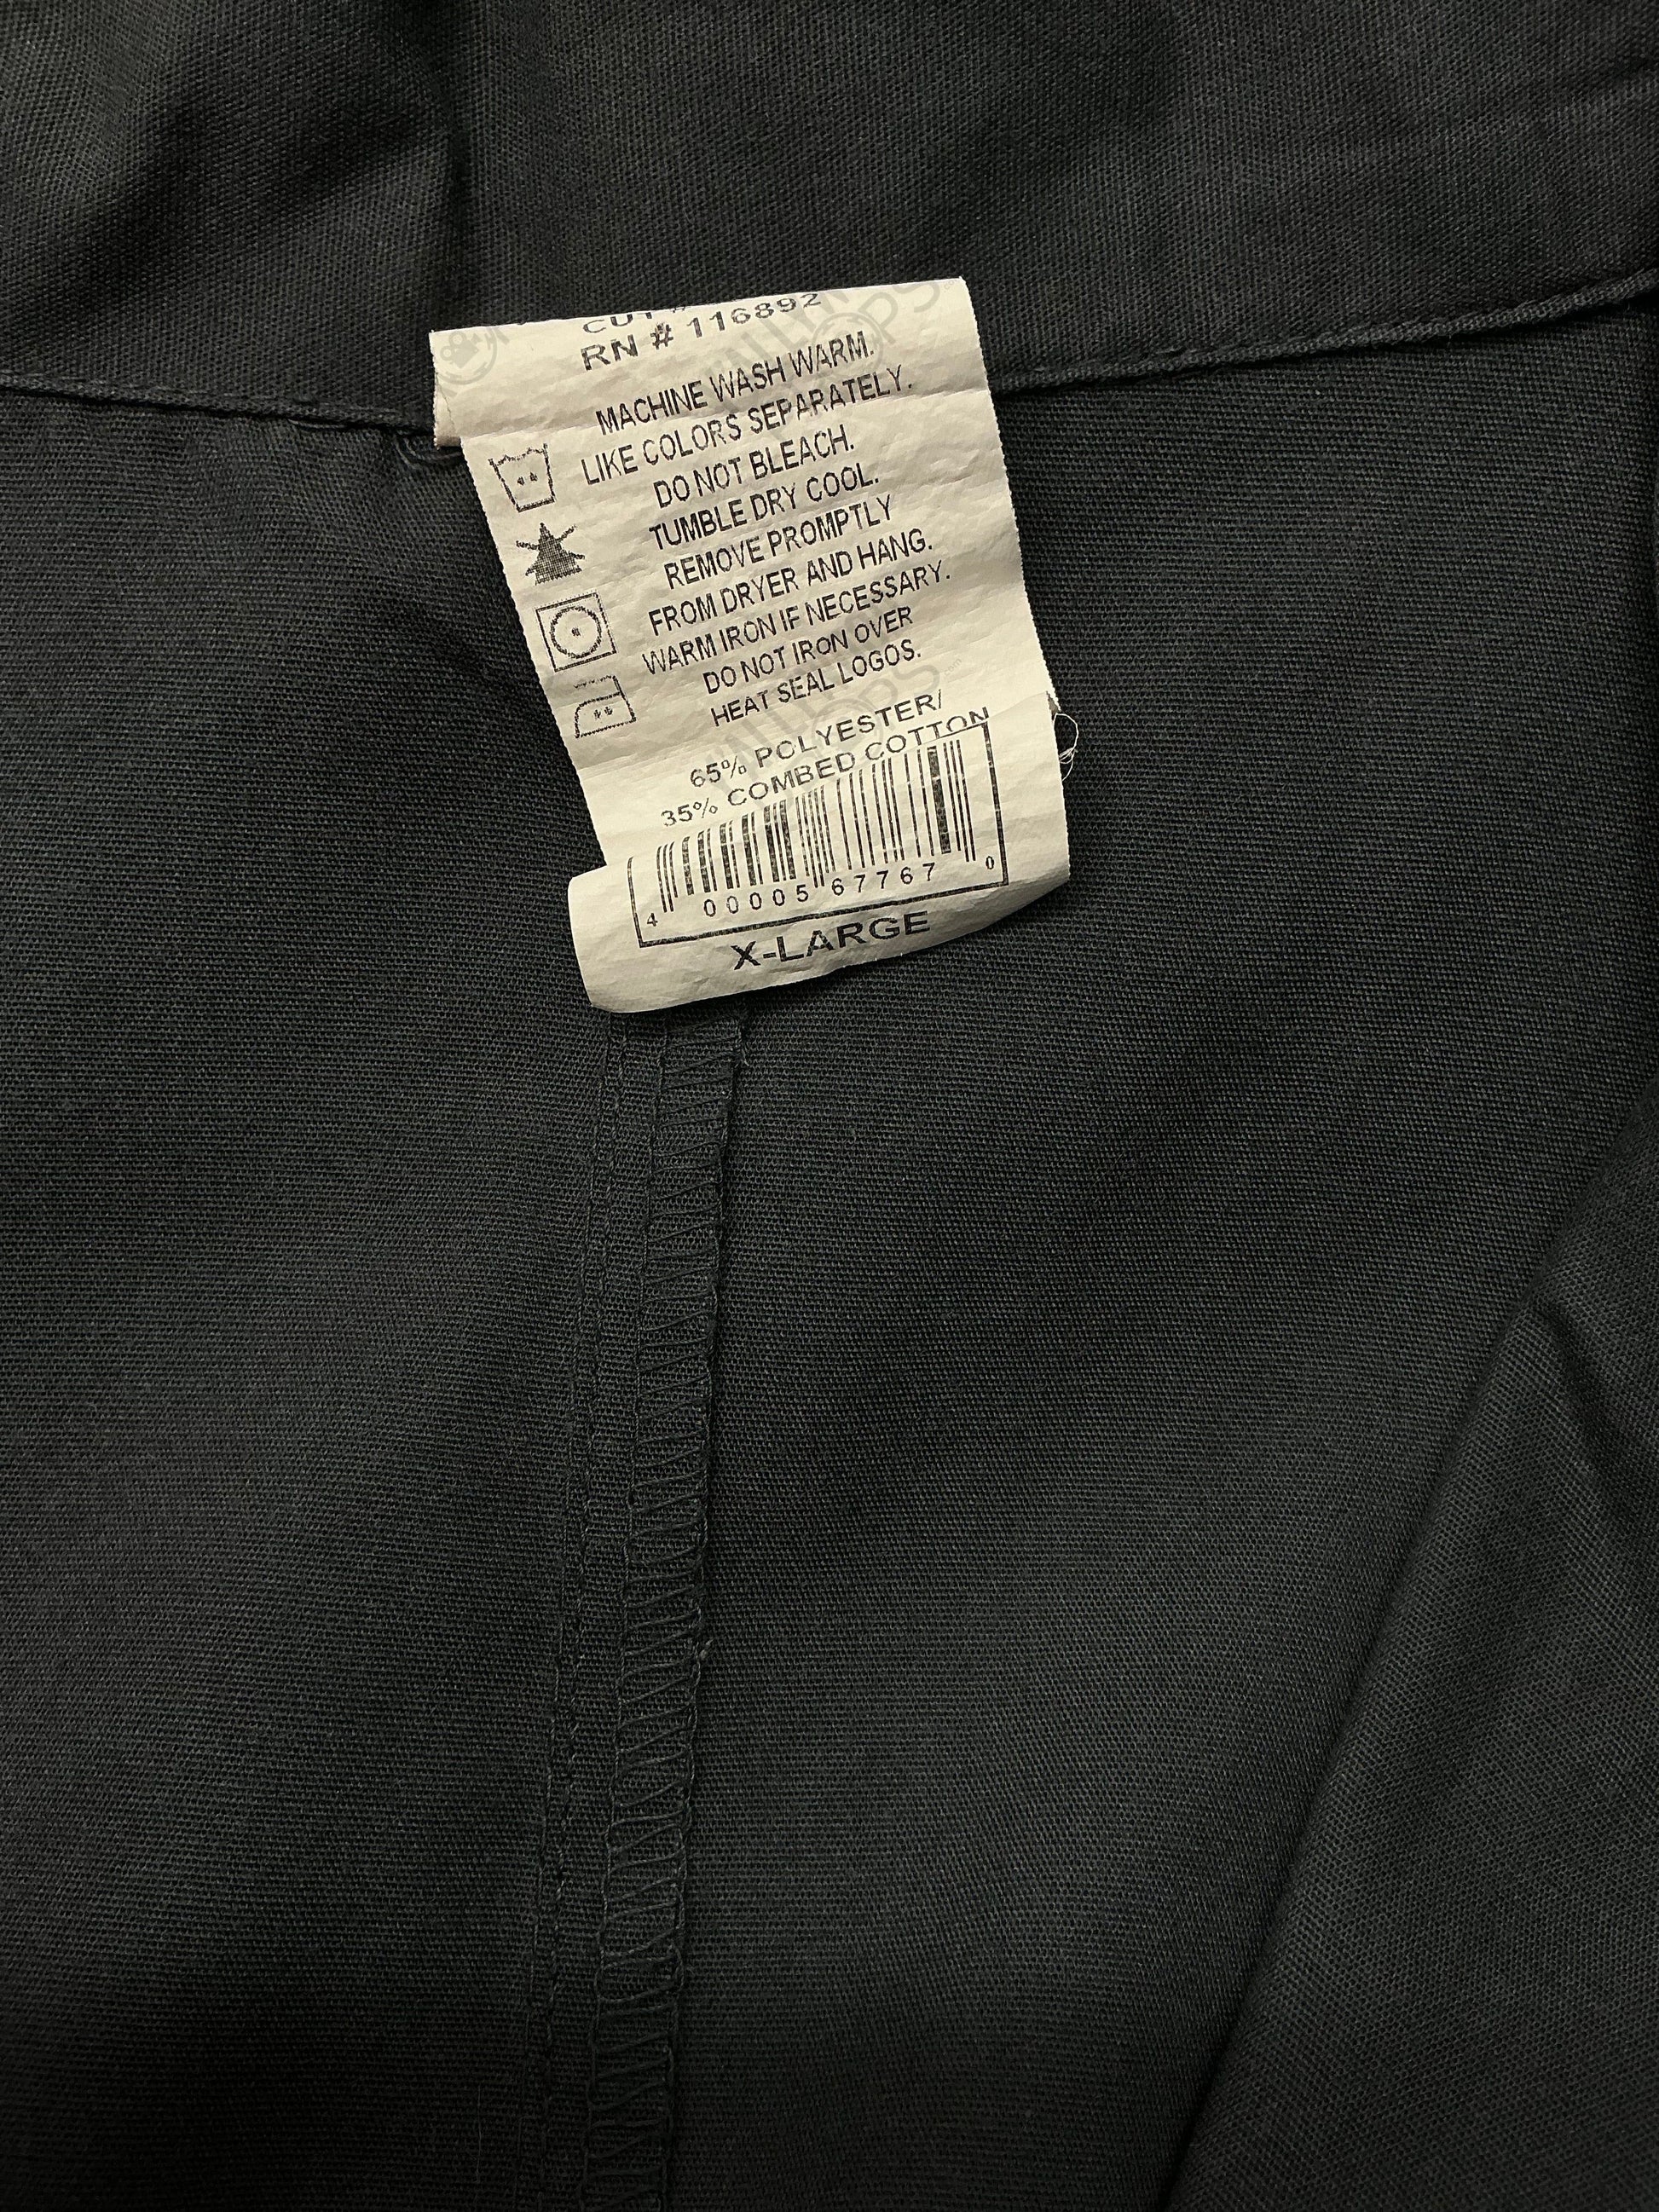 CUT #
RN # 116892
MACHINE WASH WARM.
LIKE COLORS SEPARATELY.
DO NOT BLEACH.
TUMBLE DRY COOL.
REMOVE PROMPTLY
FROM DRYER AND HANG.
WARM IRON IF NECESSARY.
DO NOT IRON OVER
HEAT SEAL LOGOS.
65% POLYESTER/
35% COMBED COTTON
4 00005 67767 0
X-LARGE